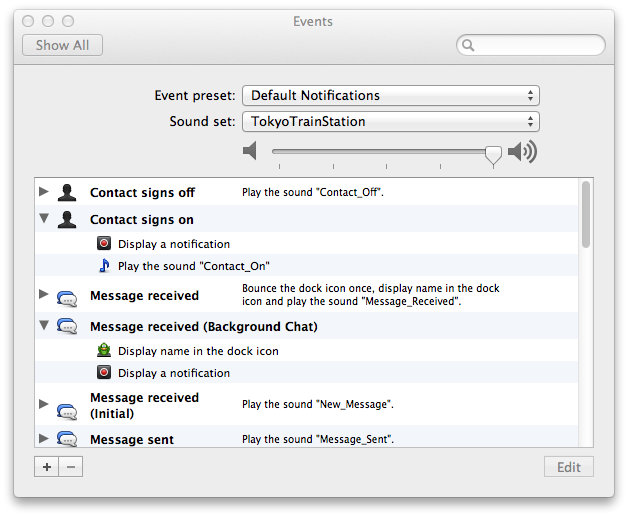 Events
Show All
Event preset: Default Notifications
Sound set: TokyoTrainStation
Contact signs off Play the sound "Contact_Off".
Contact signs on
Display a notification
Play the sound "Contact_On"
Message received Bounce the dock icon once, display name in the dock
icon and play the sound "Message_Received".
Message received (Background Chat)
Display name in the dock icon
Display a notification
Message received
(Initial) Play the sound "New_Message".
Message sent Play the sound "Message_Sent".
+ −
Edit